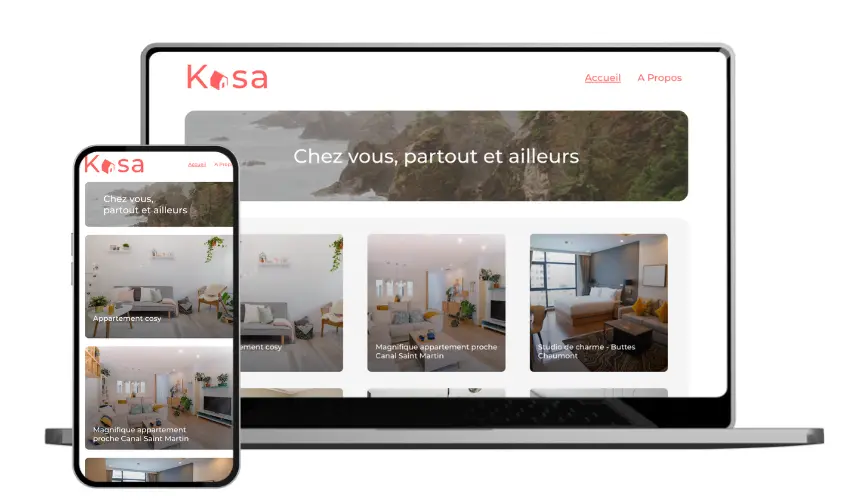 Kasa
Accueil A Propos
Chez vous, partout et ailleurs
ement cosy
Magnifique appartement proche
Canal Saint Martin
Studio de charme - Buttes
Chaumont
Kasa
Accueil A Prop
Chez vous,
partout et ailleurs
Appartement cosy
Magnifique appartement
proche Canal Saint Martin